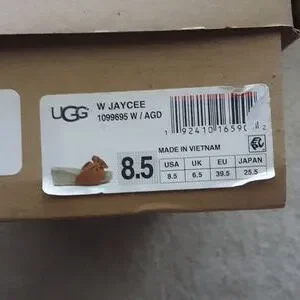 UGG
W JAYCEE
1099695 W / AGD
MADE IN VIETNAM
8.5
USA UK EU JAPAN
8.5 6.5 39.5 25.5